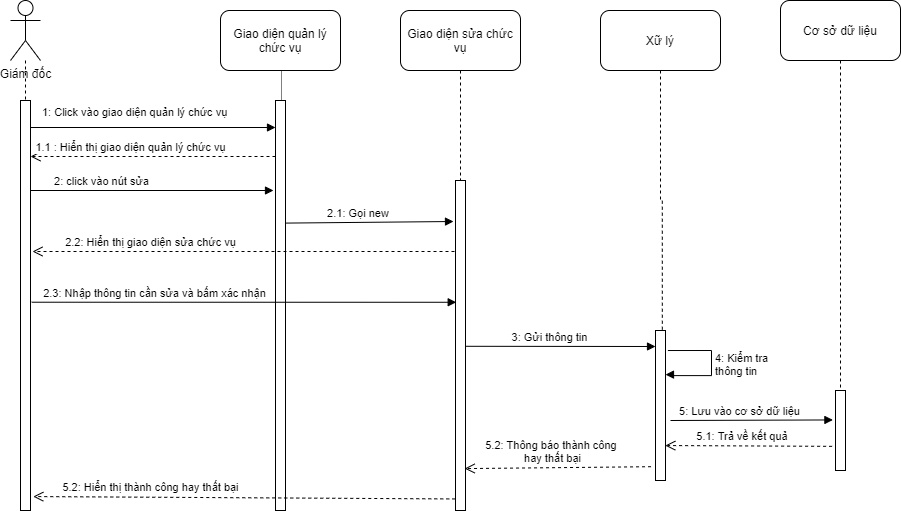 Giao diện quản lý
chức vụ
Giao diện sửa chức
vụ
Xữ lý
Cơ sở dữ liệu
Giám đốc
1: Click vào giao diện quản lý chức vụ
1.1 : Hiển thị giao diện quản lý chức vụ
2: click vào nút sửa
2.1: Gọi new
2.2: Hiển thị giao diện sửa chức vụ
2.3: Nhập thông tin cần sửa và bấm xác nhận
3: Gửi thông tin
4: Kiểm tra
thông tin
5: Lưu vào cơ sở dữ liệu
5.1: Trả về kết quả
5.2: Thông báo thành công
hay thất bại
5.2: Hiển thị thành công hay thất bại